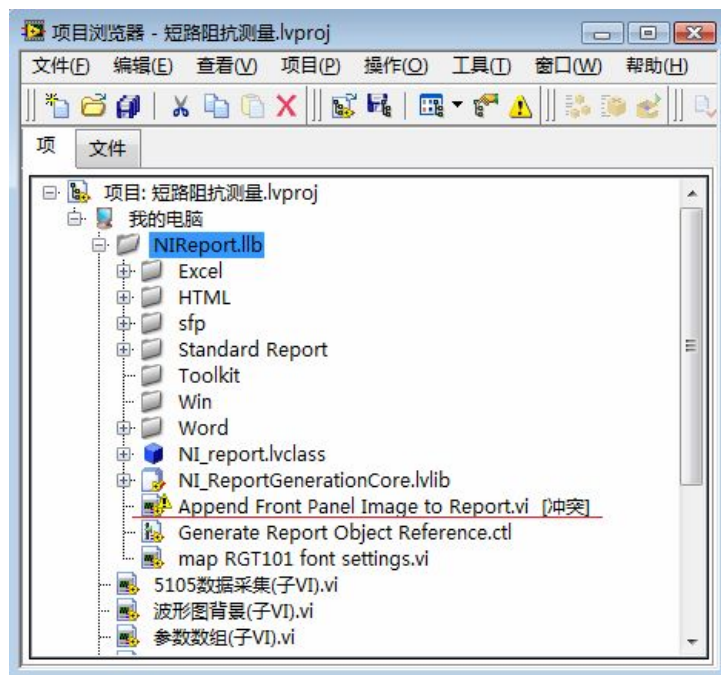 项目浏览器 - 短路阻抗测量.lvproj
文件(F) 编辑(E) 查看(V) 项目(P) 操作(O) 工具(T) 窗口(W) 帮助(H)
项 文件
项目: 短路阻抗测量.lvproj
我的电脑
NIReport.llb
Excel
HTML
sfp
Standard Report
Toolkit
Win
Word
NI_report.lvclass
NI_ReportGenerationCore.lvlib
Append Front Panel Image to Report.vi [冲突]
Generate Report Object Reference.ctl
map RGT101 font settings.vi
5105数据采集(子VI).vi
波形图背景(子VI).vi
参数数组(子VI).vi